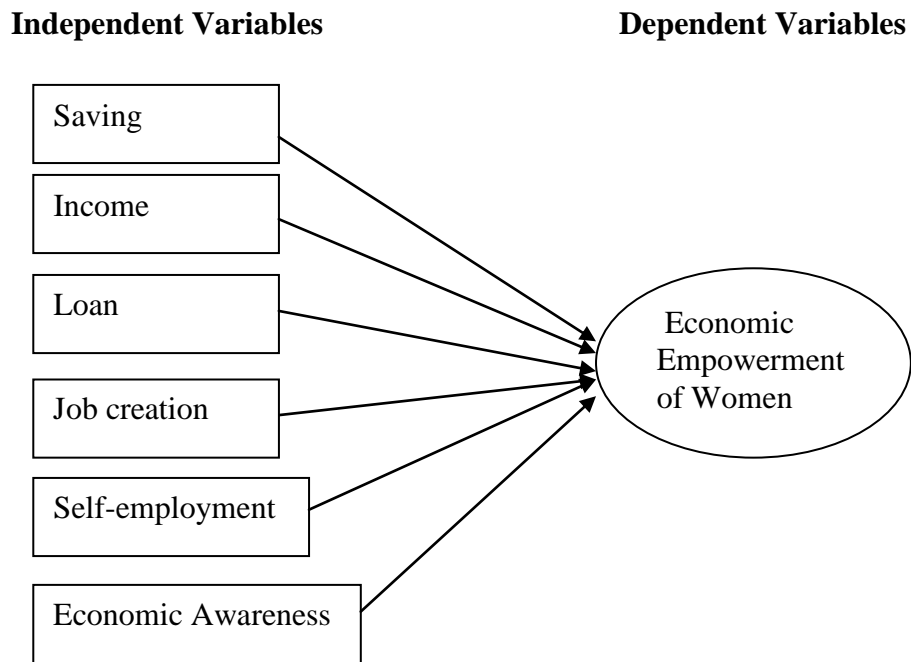 Independent Variables
Dependent Variables
Saving
Income
Loan
Job creation
Self-employment
Economic Awareness
Economic
Empowerment
of Women